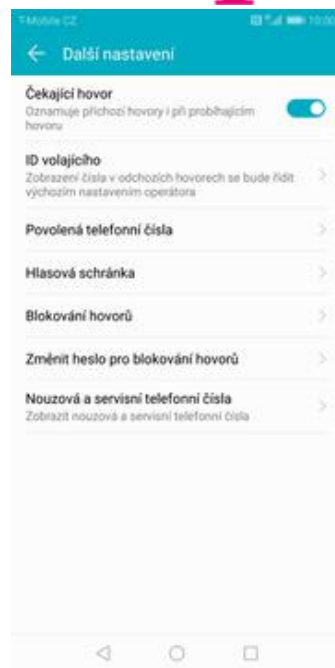 T-Mobile CZ 10:00
Další nastavení
Čekající hovor
Oznamuje příchozí hovory i při probíhajícím
hovoru
ID volajícího
Zobrazení čísla v odchozích hovorech se bude řídit
výchozím nastavením operátora
Povolená telefonní čísla
Hlasová schránka
Blokování hovorů
Změnit heslo pro blokování hovorů
Nouzová a servisní telefonní čísla
Zobrazit nouzová a servisní telefonní čísla